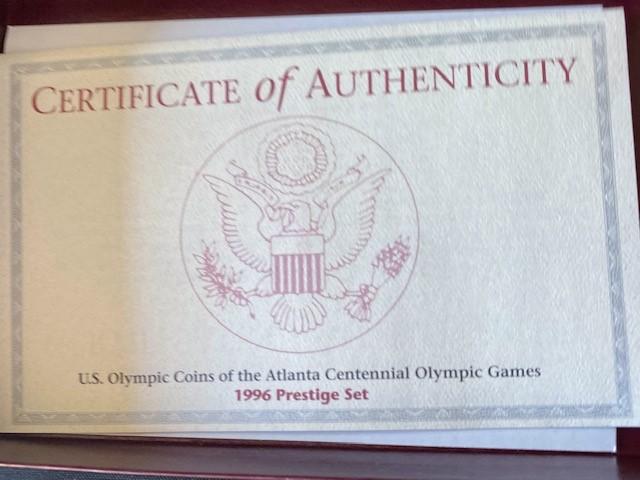 CERTIFICATE of AUTHENTICITY
U.S. Olympic Coins of the Atlanta Centennial Olympic Games
1996 Prestige Set